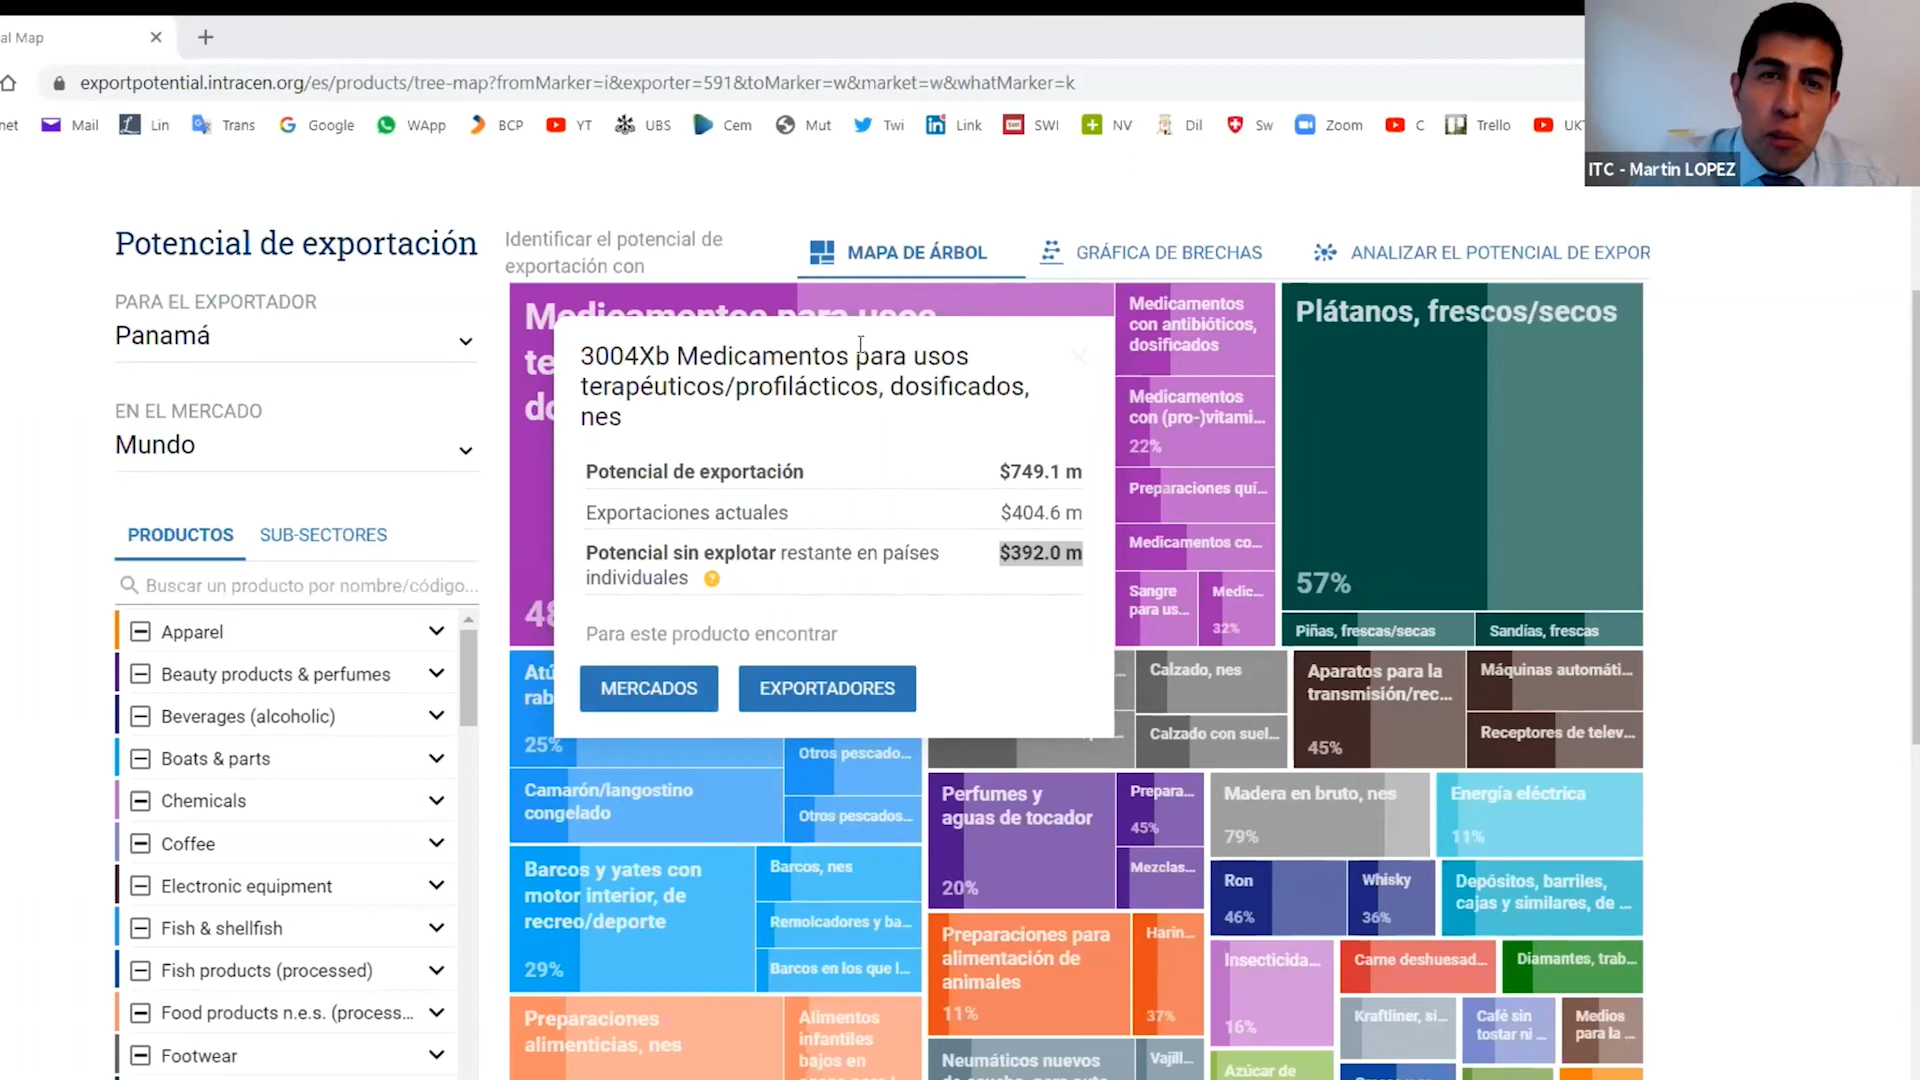 al Map
exportpotential.intracen.org/es/products/tree-map?fromMarker=i&exporter=591&toMarker=w&market=w&whatMarker=k
net Mail Lin Trans Google WApp BCP YT UBS Cem Mut Twi Link SWI NV Dil Sw Zoom C Trello UK
ITC - Martin LOPEZ
Potencial de exportación
PARA EL EXPORTADOR
Panamá
EN EL MERCADO
Mundo
PRODUCTOS SUB-SECTORES
Buscar un producto por nombre/código...
Apparel
Beauty products & perfumes
Beverages (alcoholic)
Boats & parts
Chemicals
Coffee
Electronic equipment
Fish & shellfish
Fish products (processed)
Food products n.e.s. (process...
Footwear
Identificar el potencial de
exportación con
MAPA DE ÁRBOL
GRÁFICA DE BRECHAS
ANALIZAR EL POTENCIAL DE EXPOR
Medicamentos para usos
te
do
48
3004Xb Medicamentos para usos
terapéuticos/profilácticos, dosificados,
nes
Potencial de exportación $749.1 m
Exportaciones actuales $404.6 m
Potencial sin explotar restante en países $392.0 m
individuales ?
Para este producto encontrar
MERCADOS EXPORTADORES
Medicamentos
con antibióticos,
dosificados
Medicamentos
con (pro-)vitami...
22%
Preparaciones quí...
Medicamentos co...
Sangre
para us...
Medic...
32%
Plátanos, frescos/secos
57%
Piñas, frescas/secas
Sandías, frescas
Atú
rab
25%
Otros pescado...
Camarón/langostino
congelado
Otros pescados...
Barcos y yates con
motor interior, de
recreo/deporte
29%
Barcos, nes
Remolcadores y ba...
Barcos en los que l...
Preparaciones
alimenticias, nes
Alimentos
infantiles
bajos en
Calzado, nes
Calzado con suel...
Aparatos para la
transmisión/rec...
45%
Máquinas automáti...
Receptores de telev...
Perfumes y
aguas de tocador
20%
Prepara...
45%
Mezclas...
Madera en bruto, nes
79%
Energía eléctrica
11%
Ron
46%
Whisky
36%
Depósitos, barriles,
cajas y similares, de ...
Preparaciones para
alimentación de
animales
11%
Harin...
37%
Insecticida...
16%
Carne deshuesad...
Diamantes, trab...
Kraftliner, si...
Café sin
tostar ni ...
Medios
para la ...
Neumáticos nuevos
Vajill...
Azúcar de